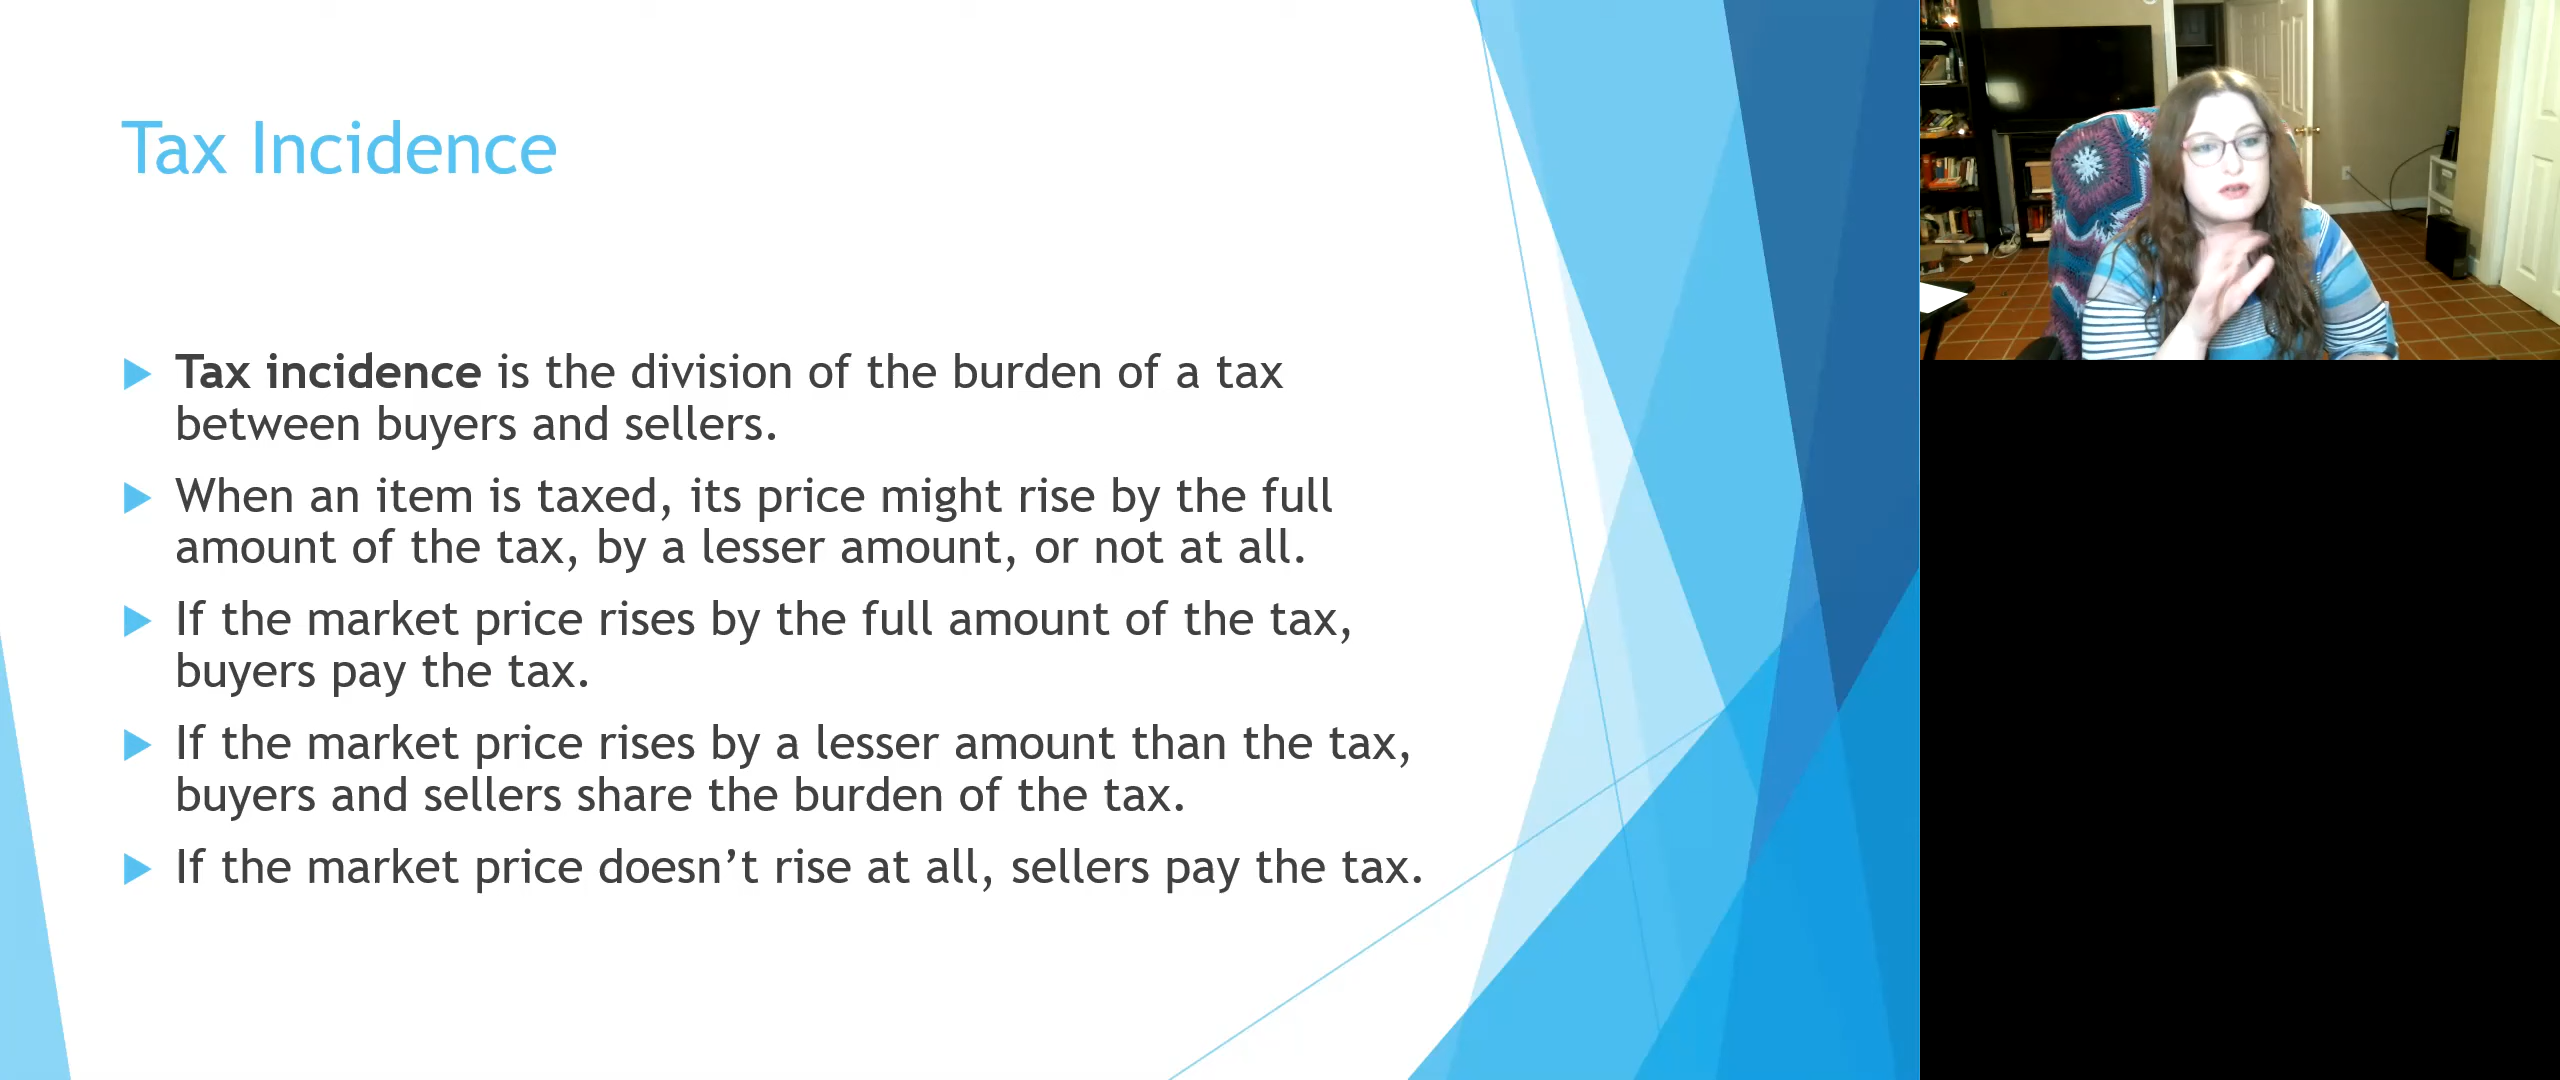 Tax Incidence
Tax incidence is the division of the burden of a tax
between buyers and sellers.
When an item is taxed, its price might rise by the full
amount of the tax, by a lesser amount, or not at all.
If the market price rises by the full amount of the tax,
buyers pay the tax.
If the market price rises by a lesser amount than the tax,
buyers and sellers share the burden of the tax.
If the market price doesn’t rise at all, sellers pay the tax.